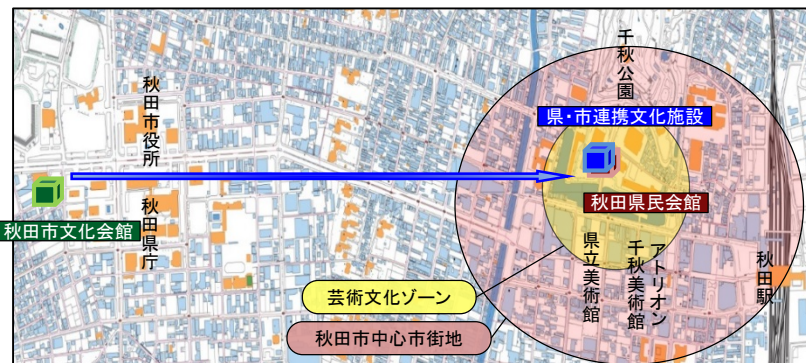 千秋公園
県・市連携文化施設
秋田市役所
秋田市文化会館
秋田県庁
秋田県民会館
県立美術館
千秋美術館
アトリオン
秋田駅
芸術文化ゾーン
秋田市中心市街地